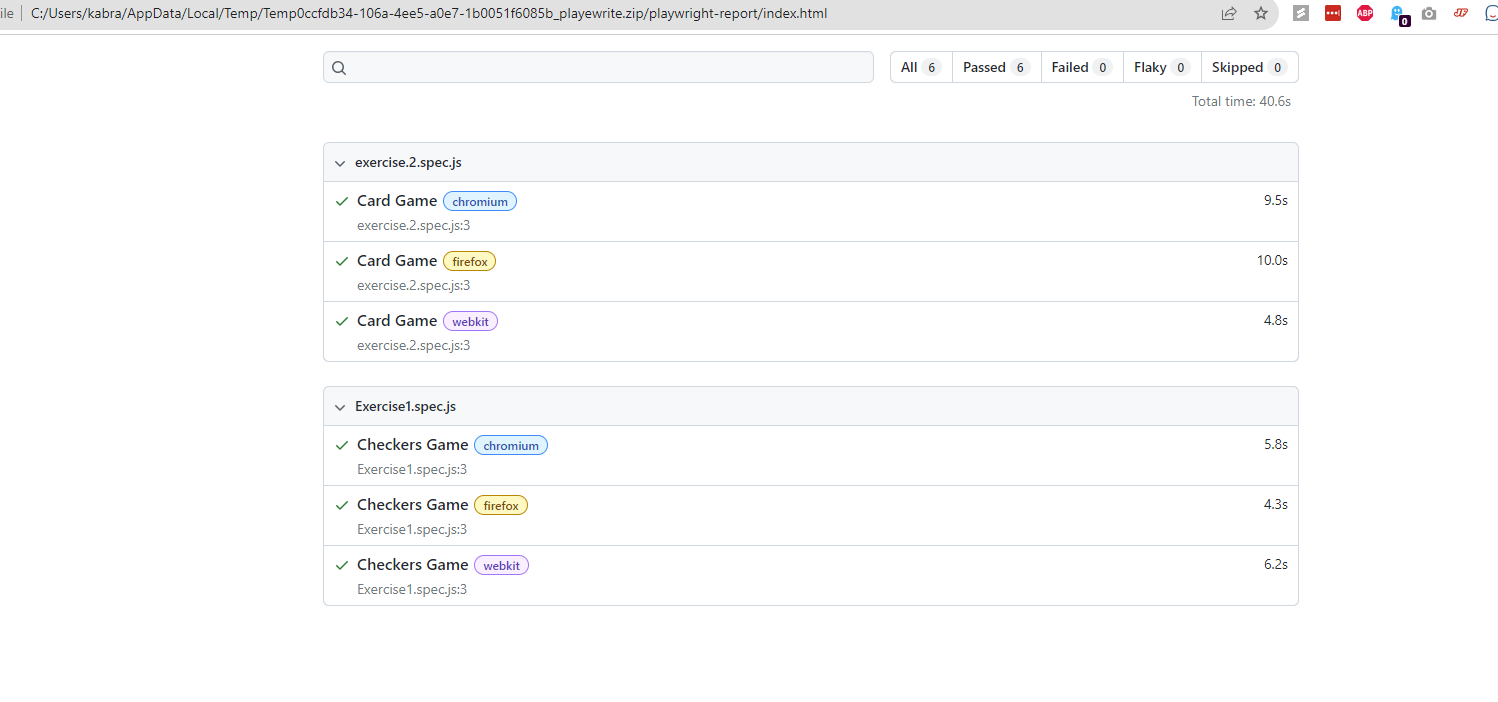 ile C:/Users/kabra/AppData/Local/Temp/Temp0ccfdb34-106a-4ee5-a0e7-1b0051f6085b_playewrite.zip/playwright-report/index.html ABP 0
All 6 Passed 6 Failed 0 Flaky 0 Skipped 0
Total time: 40.6s
exercise.2.spec.js
Card Game chromium 9.5s
exercise.2.spec.js:3
Card Game firefox 10.0s
exercise.2.spec.js:3
Card Game webkit 4.8s
exercise.2.spec.js:3
Exercise1.spec.js
Checkers Game chromium 5.8s
Exercise1.spec.js:3
Checkers Game firefox 4.3s
Exercise1.spec.js:3
Checkers Game webkit 6.2s
Exercise1.spec.js:3